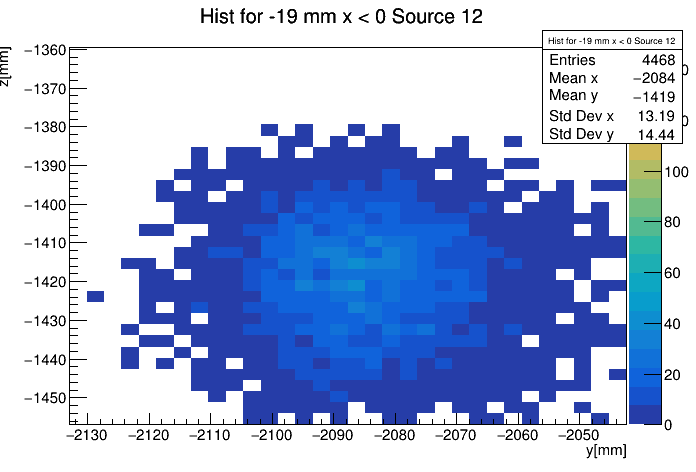 Hist for -19 mm x < 0 Source 12
z[mm]
Hist for -19 mm x < 0 Source 12
Entries 4468
Mean x −2084
Mean y −1419
Std Dev x 13.19
Std Dev y 14.44
−1360
−1370
−1380
−1390
−1400
−1410
−1420
−1430
−1440
−1450
−2130 −2120 −2110 −2100 −2090 −2080 −2070 −2060 −2050
y[mm]
0
0
100
80
60
40
20
0